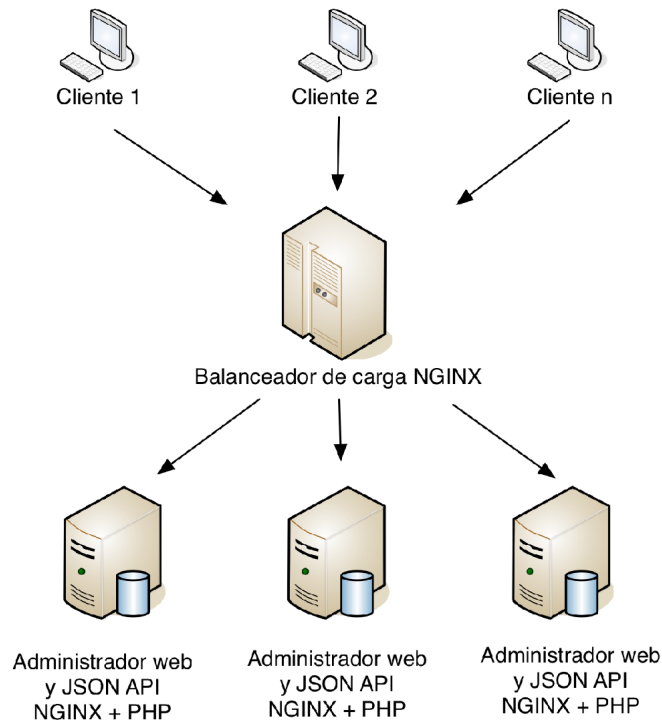 Cliente 1
Cliente 2
Cliente n
Balanceador de carga NGINX
Administrador web
y JSON API
NGINX + PHP
Administrador web
y JSON API
NGINX + PHP
Administrador web
y JSON API
NGINX + PHP